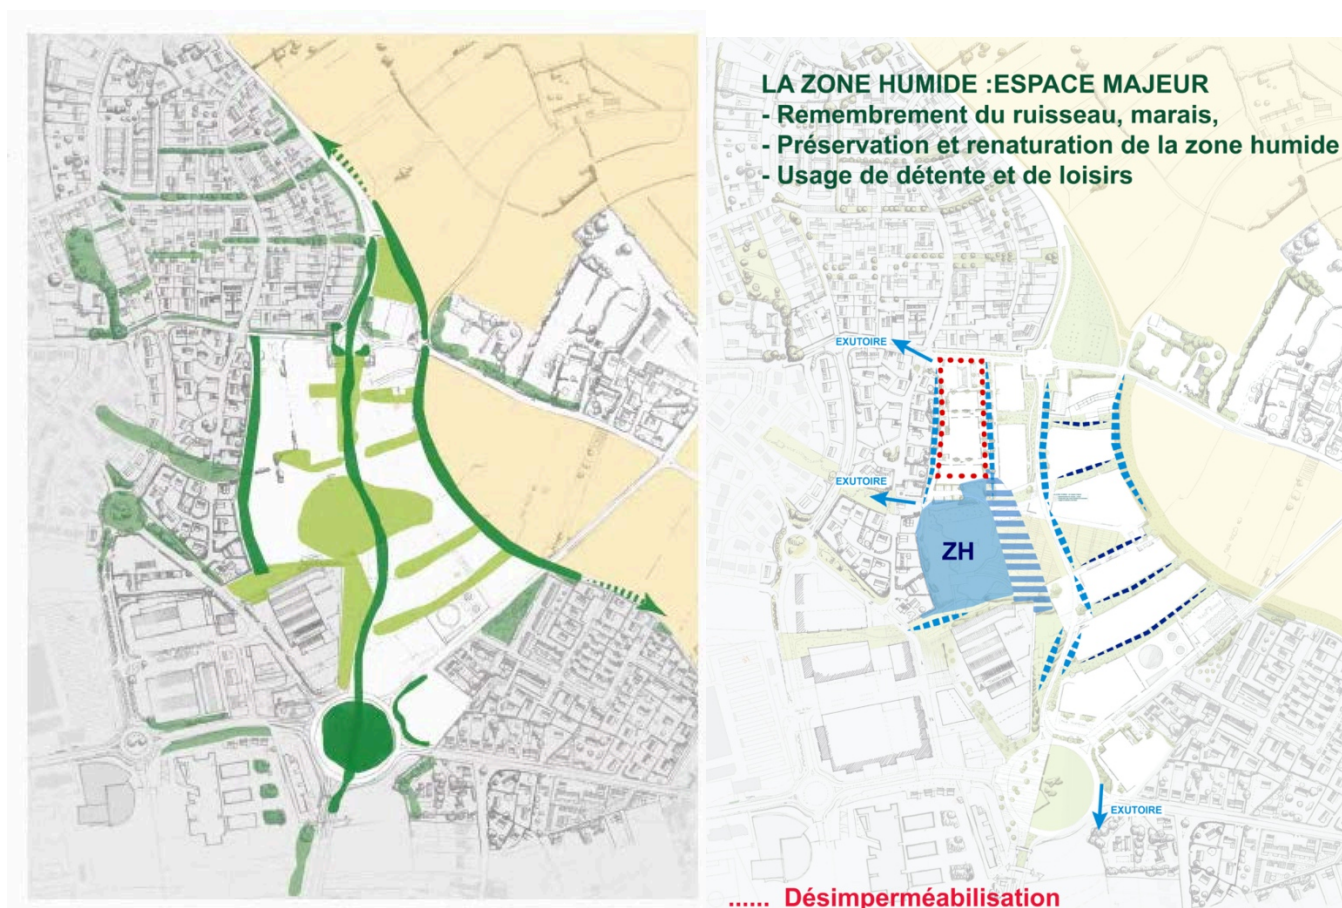 LA ZONE HUMIDE :ESPACE MAJEUR
- Remembrement du ruisseau, marais,
- Préservation et renaturation de la zone humide
- Usage de détente et de loisirs
EXUTOIRE
EXUTOIRE
ZH
EXUTOIRE
...... Désimperméabilisation